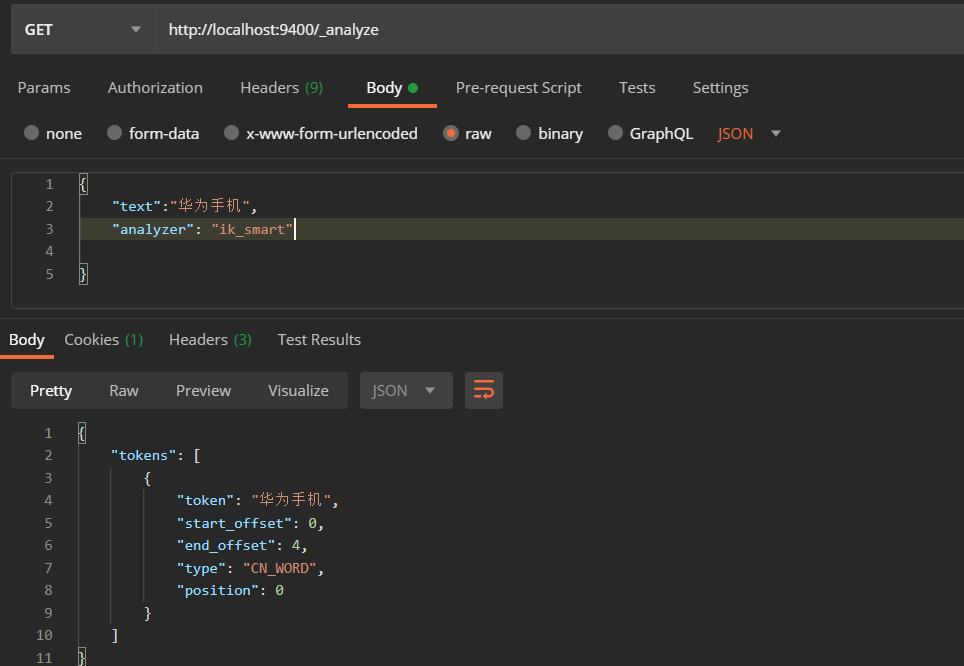 GET http://localhost:9400/_analyze
Params Authorization Headers (9) Body Pre-request Script Tests Settings
none form-data x-www-form-urlencoded raw binary GraphQL JSON
1 {
2 "text":"华为手机",
3 "analyzer": "ik_smart"
4
5 }
Body Cookies (1) Headers (3) Test Results
Pretty Raw Preview Visualize JSON
1 {
2 "tokens": [
3 {
4 "token": "华为手机",
5 "start_offset": 0,
6 "end_offset": 4,
7 "type": "CN_WORD",
8 "position": 0
9 }
10 ]
11 }